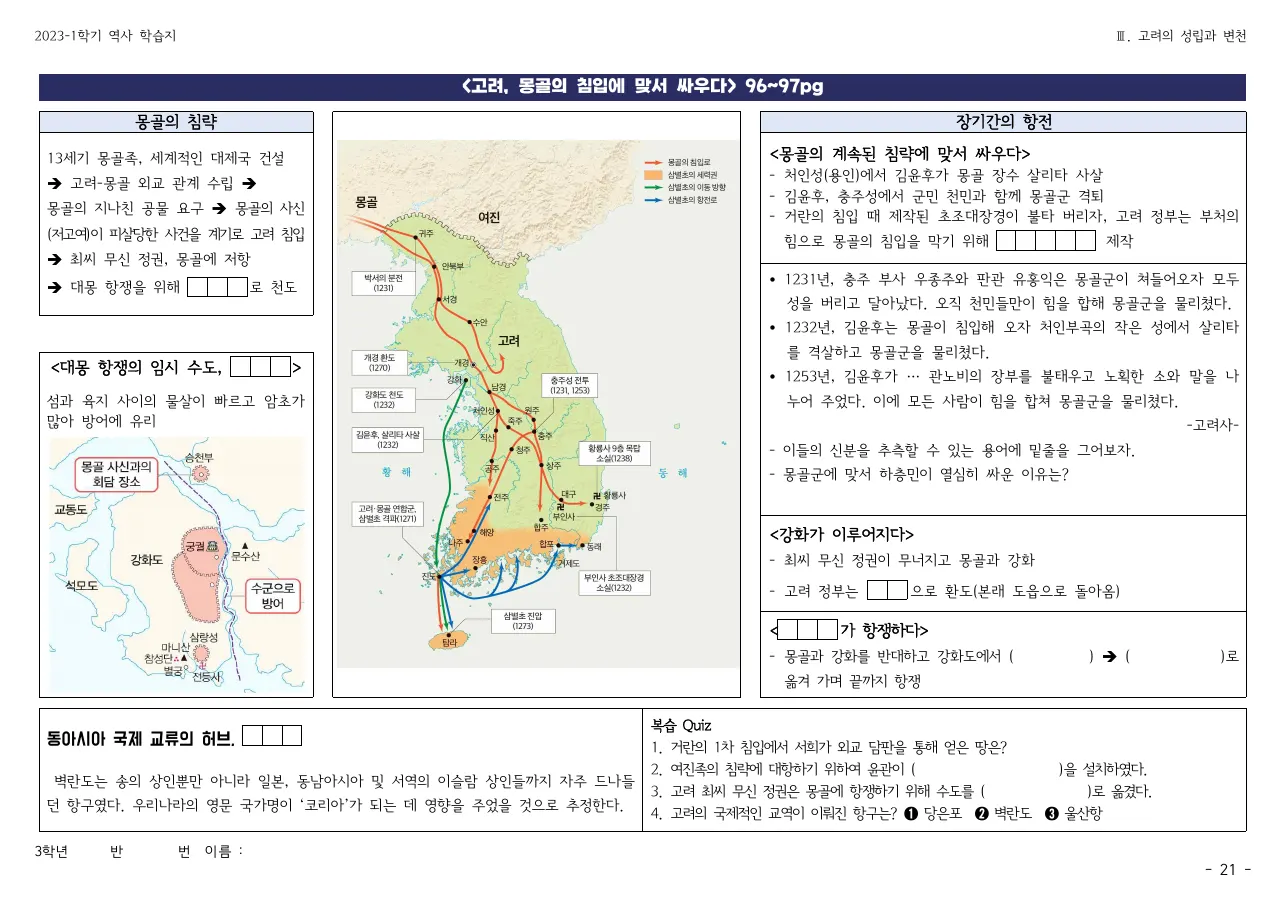 2023-1학기 역사 학습지
Ⅲ. 고려의 성립과 변천
<고려, 몽골의 침입에 맞서 싸우다> 96~97pg
몽골의 침략
13세기 몽골족, 세계적인 대제국 건설
➔ 고려-몽골 외교 관계 수립 ➔
몽골의 지나친 공물 요구 ➔ 몽골의 사신
(저고여)이 피살당한 사건을 계기로 고려 침입
➔ 최씨 무신 정권, 몽골에 저항
➔ 대몽 항쟁을 위해 로 천도
<대몽 항쟁의 임시 수도, >
섬과 육지 사이의 물살이 빠르고 암초가
많아 방어에 유리
승천부
몽골 사신과의
회담 장소
교동도
강화도
궁궐
문수산
석모도
수군으로
방어
삼랑성
마니산
참성단
별궁
전등사
몽골의 침입로
삼별초의 세력권
삼별초의 이동 방향
삼별초의 항전로
몽골
여진
귀주
안북부
박서의 분전
(1231)
서경
수안
고려
개경 환도
(1270)
개경
강화
강화도 천도
(1232)
남경
충주성 전투
(1231, 1253)
처인성
원주
죽주
김윤후, 살리타 사살
(1232)
직산
충주
청주
황룡사 9층 목탑
소실(1238)
황 해
공주
상주
동 해
전주
대구
황룡사
경주
부인사
고려·몽골 연합군,
삼별초 격파(1271)
합주
해양
나주
합포
동래
장흥
거제도
진도
부인사 초조대장경
소실(1232)
삼별초 진압
(1273)
탐라
장기간의 항전
<몽골의 계속된 침략에 맞서 싸우다>
- 처인성(용인)에서 김윤후가 몽골 장수 살리타 사살
- 김윤후, 충주성에서 군민 천민과 함께 몽골군 격퇴
- 거란의 침입 때 제작된 초조대장경이 불타 버리자, 고려 정부는 부처의
힘으로 몽골의 침입을 막기 위해 제작
• 1231년, 충주 부사 우종주와 판관 유홍익은 몽골군이 쳐들어오자 모두
성을 버리고 달아났다. 오직 천민들만이 힘을 합해 몽골군을 물리쳤다.
• 1232년, 김윤후는 몽골이 침입해 오자 처인부곡의 작은 성에서 살리타
를 격살하고 몽골군을 물리쳤다.
• 1253년, 김윤후가 … 관노비의 장부를 불태우고 노획한 소와 말을 나
누어 주었다. 이에 모든 사람이 힘을 합쳐 몽골군을 물리쳤다.
-고려사-
- 이들의 신분을 추측할 수 있는 용어에 밑줄을 그어보자.
- 몽골군에 맞서 하층민이 열심히 싸운 이유는?
<강화가 이루어지다>
- 최씨 무신 정권이 무너지고 몽골과 강화
- 고려 정부는 으로 환도(본래 도읍으로 돌아옴)
< 가 항쟁하다>
- 몽골과 강화를 반대하고 강화도에서 ( ) ➔ ( )로
옮겨 가며 끝까지 항쟁
동아시아 국제 교류의 허브.
벽란도는 송의 상인뿐만 아니라 일본, 동남아시아 및 서역의 이슬람 상인들까지 자주 드나들
던 항구였다. 우리나라의 영문 국가명이 ‘코리아’가 되는 데 영향을 주었을 것으로 추정한다.
복습 Quiz
1. 거란의 1차 침입에서 서희가 외교 담판을 통해 얻은 땅은?
2. 여진족의 침략에 대항하기 위하여 윤관이 ( )을 설치하였다.
3. 고려 최씨 무신 정권은 몽골에 항쟁하기 위해 수도를 ( )로 옮겼다.
4. 고려의 국제적인 교역이 이뤄진 항구는? ❶ 당은포 ❷ 벽란도 ❸ 울산항
3학년 반 번 이름 :
- 21 -